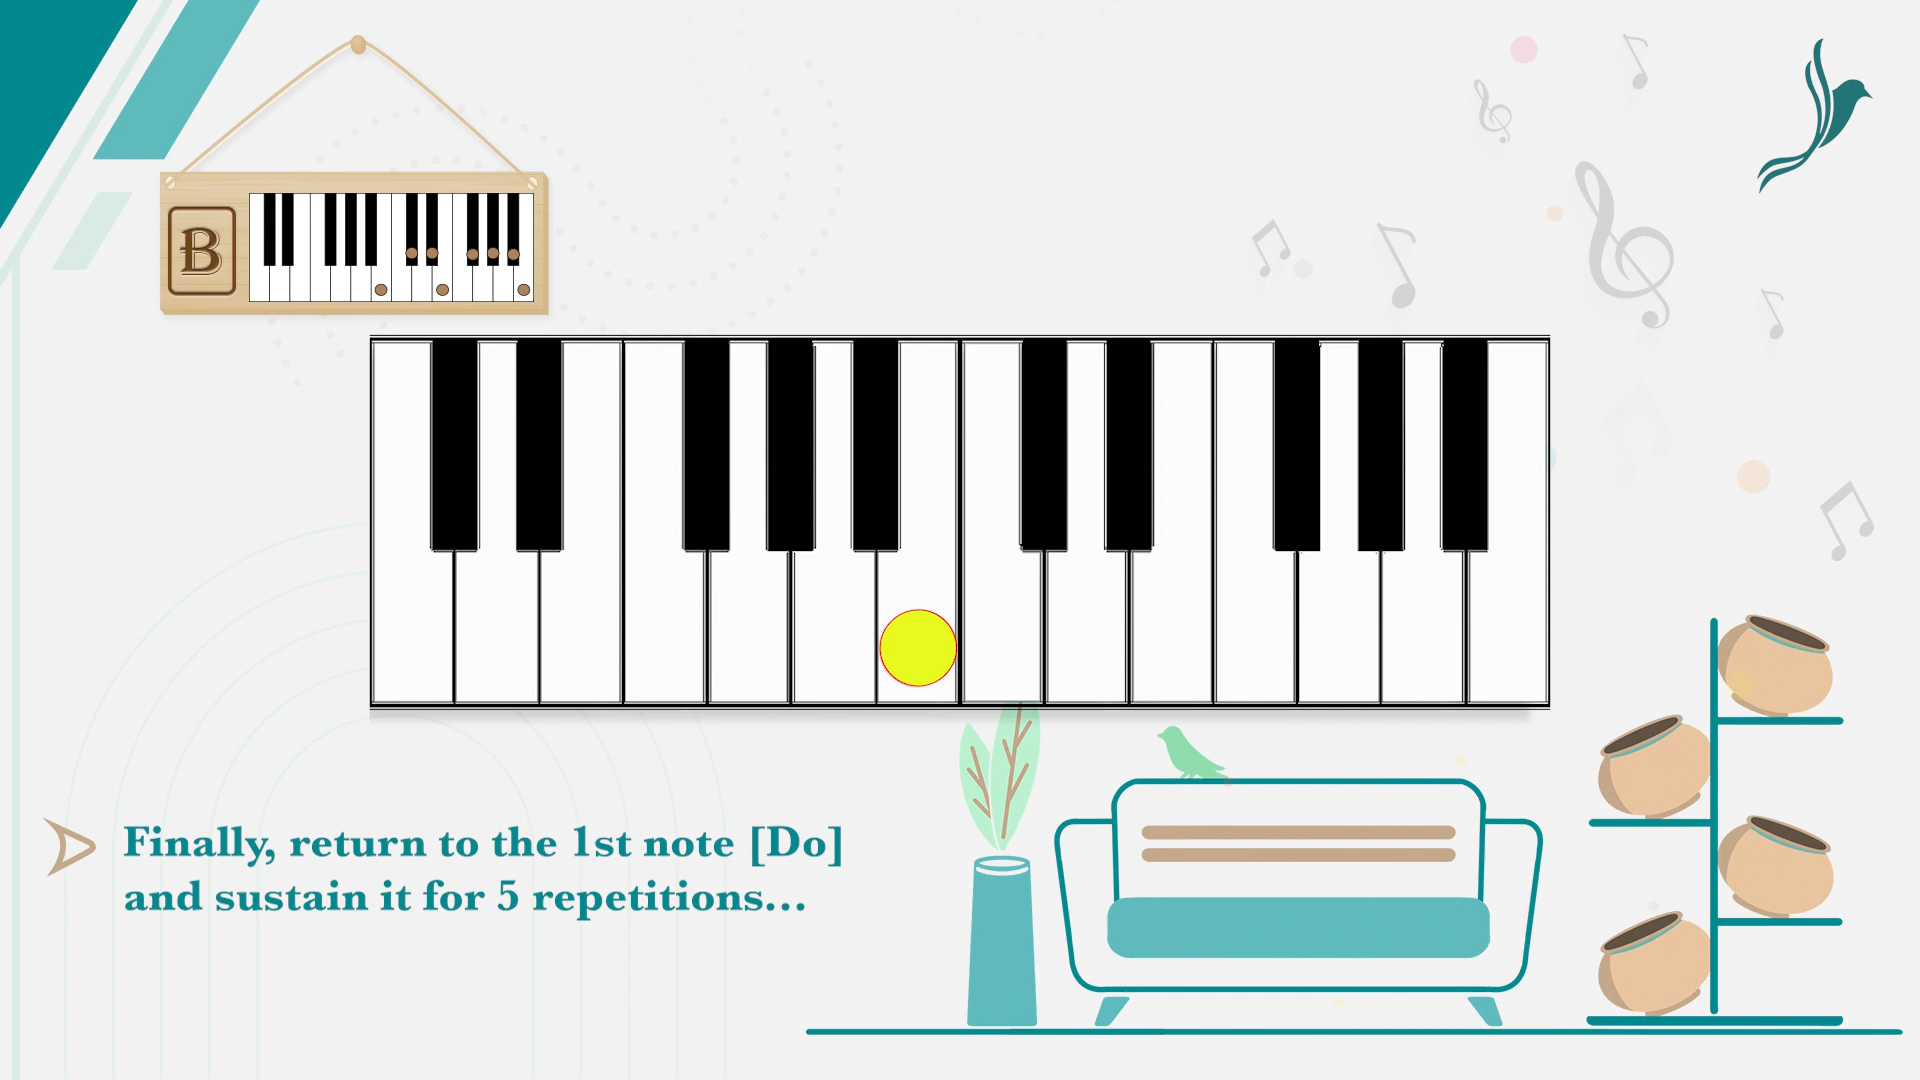 B
Finally, return to the 1st note [Do]
and sustain it for 5 repetitions...